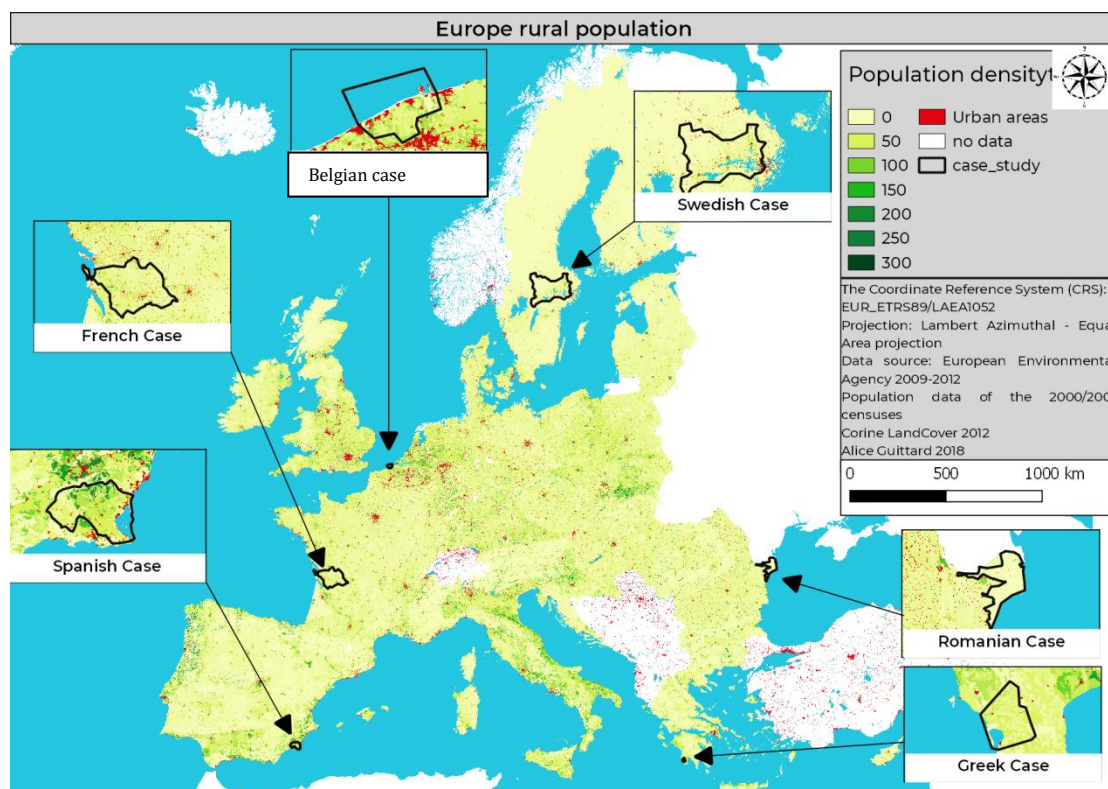 Europe rural population
Belgian case
Swedish Case
French Case
Spanish Case
Romanian Case
Greek Case
Population density
0
50
100
150
200
250
300
Urban areas
no data
case_study
The Coordinate Reference System (CRS):
EUR_ETRS89/LAEA1052
Projection: Lambert Azimuthal - Equa
Area projection
Data source: European Environmenta
Agency 2009-2012
Population data of the 2000/200
censuses
Corine LandCover 2012
Alice Guittard 2018
0 500 1000 km